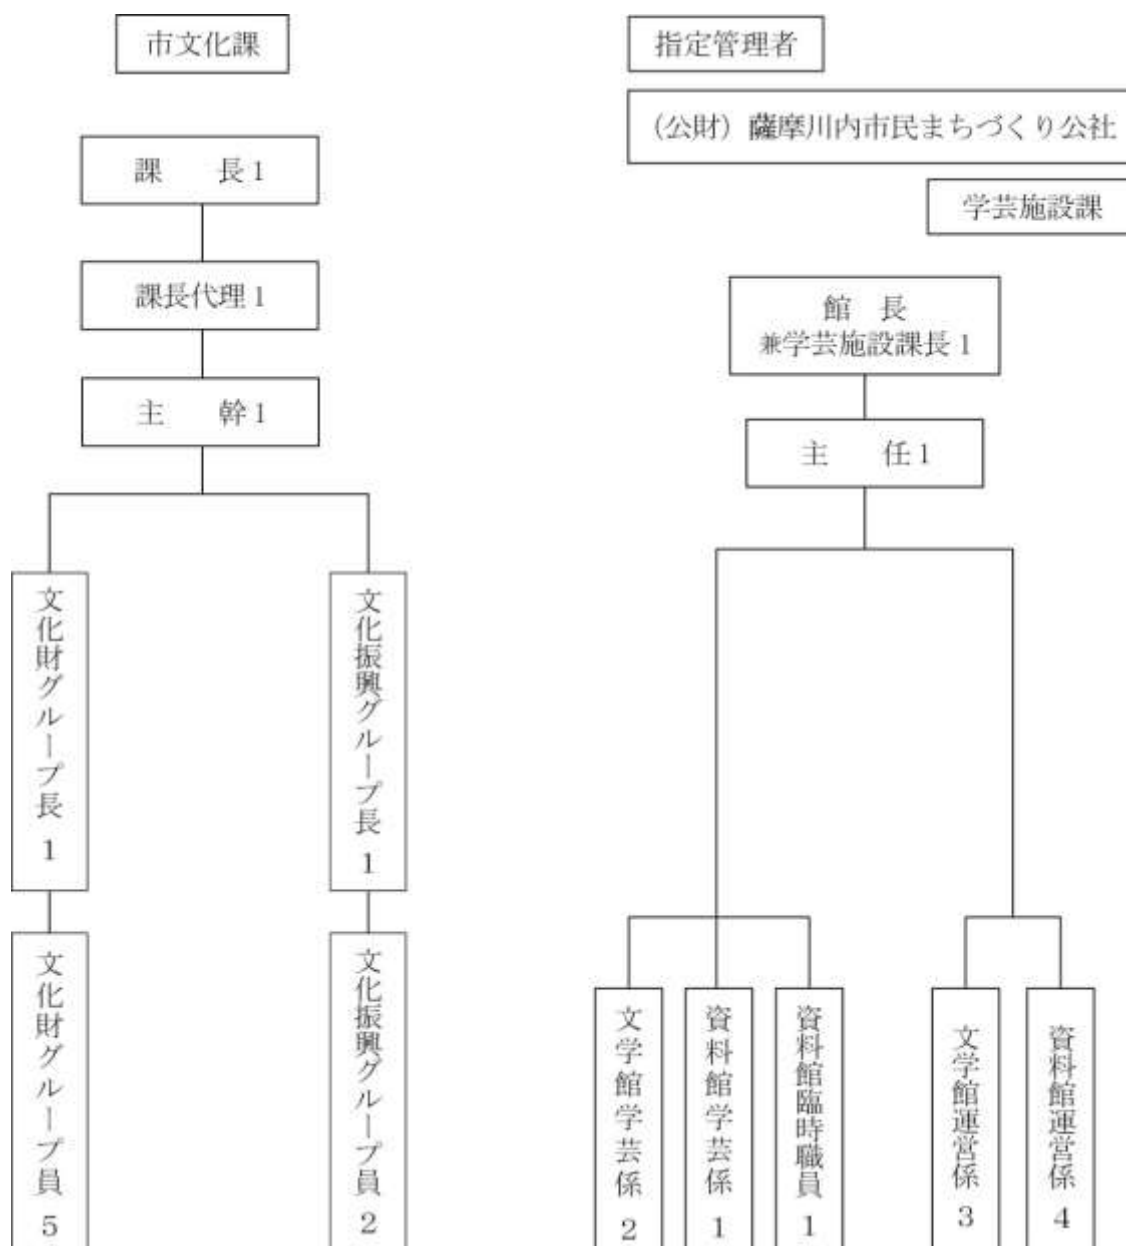 市文化課
課　　長 1
課長代理 1
主　　幹 1
文化財グループ長 1
文化振興グループ長 1
文化財グループ員 5
文化振興グループ員 2
指定管理者
（公財）薩摩川内市民まちづくり公社
学芸施設課
館　長
兼学芸施設課長 1
主　　任 1
文学館学芸係 2
資料館学芸係 1
資料館臨時職員 1
文学館運営係 3
資料館運営係 4